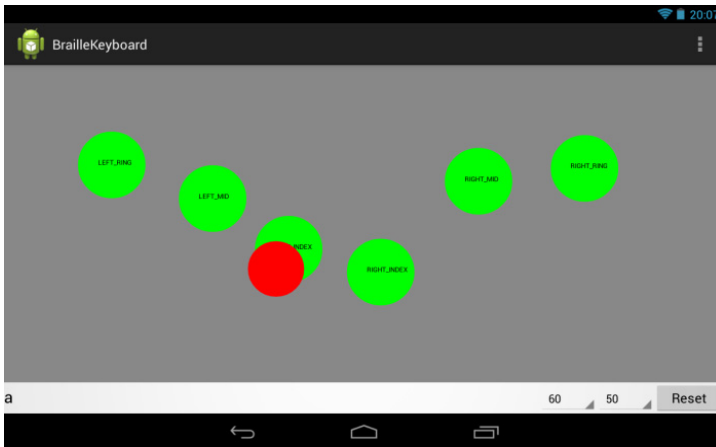 20:07
BrailleKeyboard
LEFT_RING
RIGHT_RING
RIGHT_MID
LEFT_MID
INDEX
RIGHT_INDEX
a
60 50 Reset